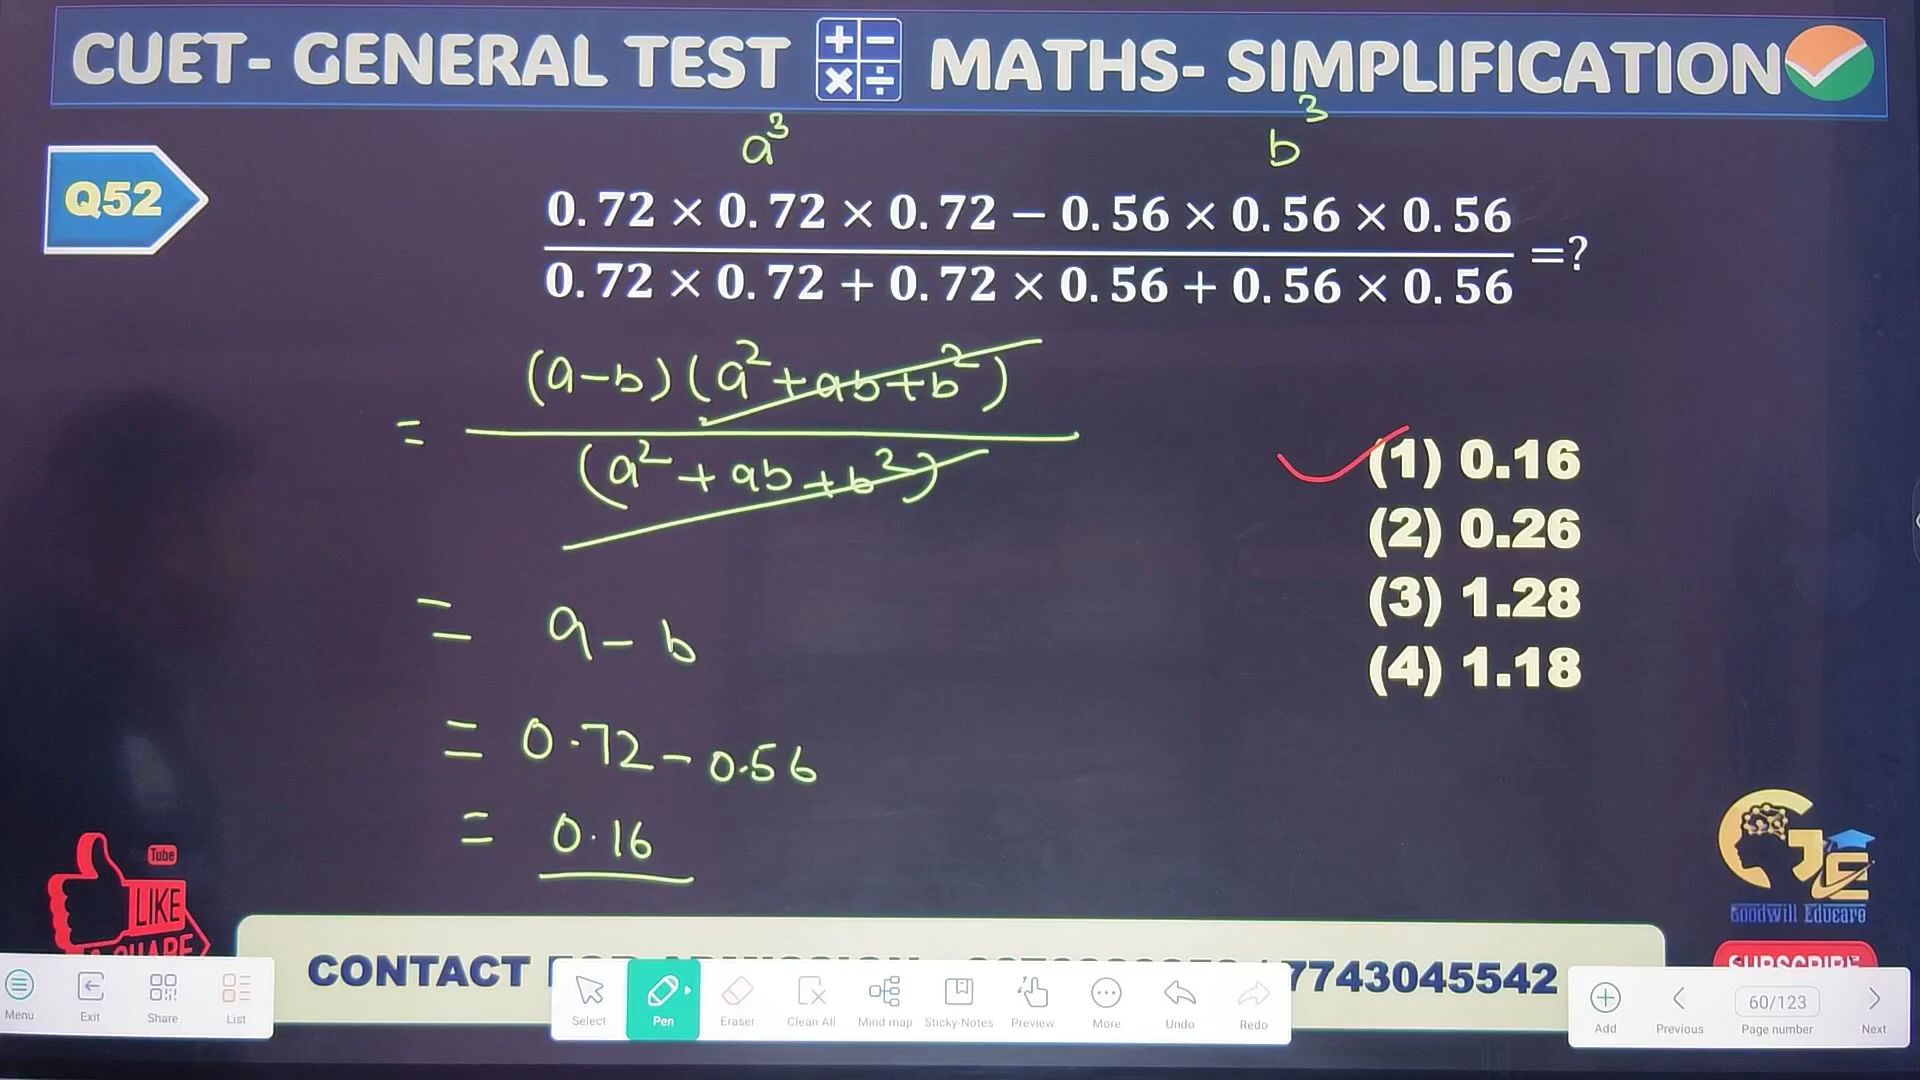 CUET- GENERAL TEST + − × ÷ MATHS- SIMPLIFICATION
a³ b³
Q52
0.72 × 0.72 × 0.72 − 0.56 × 0.56 × 0.56
0.72 × 0.72 + 0.72 × 0.56 + 0.56 × 0.56
=?
(a-b)(a²+ab+b²)
=
(a²+ab+b²)
(1) 0.16
(2) 0.26
(3) 1.28
(4) 1.18
= a-b
= 0.72-0.56
= 0.16
Tube
LIKE
& SHARE
Goodwill Educare
SUBSCRIBE
CONTACT FOR ADMISSION / 7743045542
Menu Exit Share List
Select Pen Eraser Clean All Mind map Sticky-Notes Preview More Undo Redo
60/123
Add Previous Page number Next